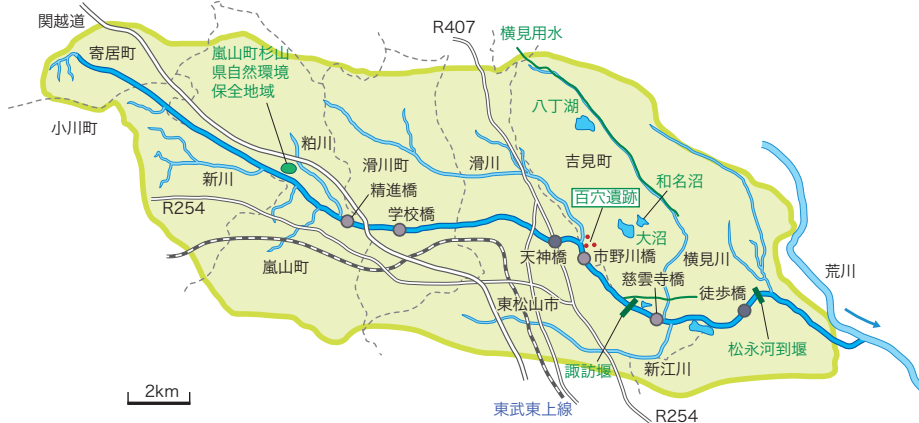 関越道
R407
横見用水
寄居町
嵐山町杉山
県自然環境
保全地域
八丁湖
小川町
粕川
滑川町
滑川
吉見町
新川
精進橋
百穴遺跡
和名沼
R254
学校橋
大沼
嵐山町
天神橋
市野川橋
横見川
慈雲寺橋
荒川
東松山市
徒歩橋
諏訪堰
新江川
松永河到堰
2km
東武東上線
R254